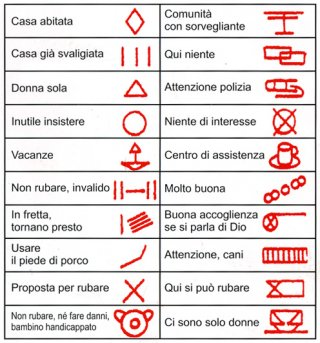 Casa abitata
Comunità
con sorvegliante
Casa già svaligiata
Qui niente
Donna sola
Attenzione polizia
Inutile insistere
Niente di interesse
Vacanze
Centro di assistenza
Non rubare, invalido
Molto buona
In fretta,
tornano presto
Buona accoglienza
se si parla di Dio
Usare
il piede di porco
Attenzione, cani
Proposta per rubare
Qui si può rubare
Non rubare, né fare danni,
bambino handicappato
Ci sono solo donne